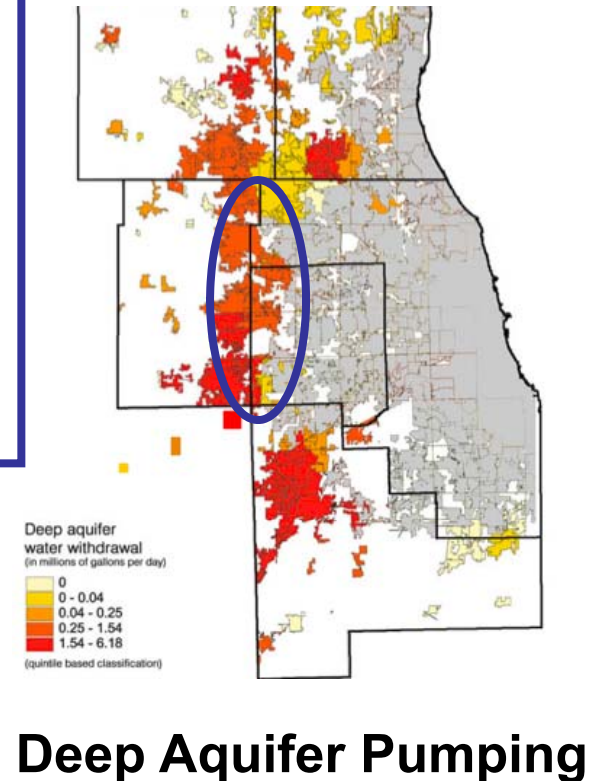 Deep aquifer
water withdrawal
(in millions of gallons per day)
0
0 - 0.04
0.04 - 0.25
0.25 - 1.54
1.54 - 6.18
(quintile based classification)
Deep Aquifer Pumping